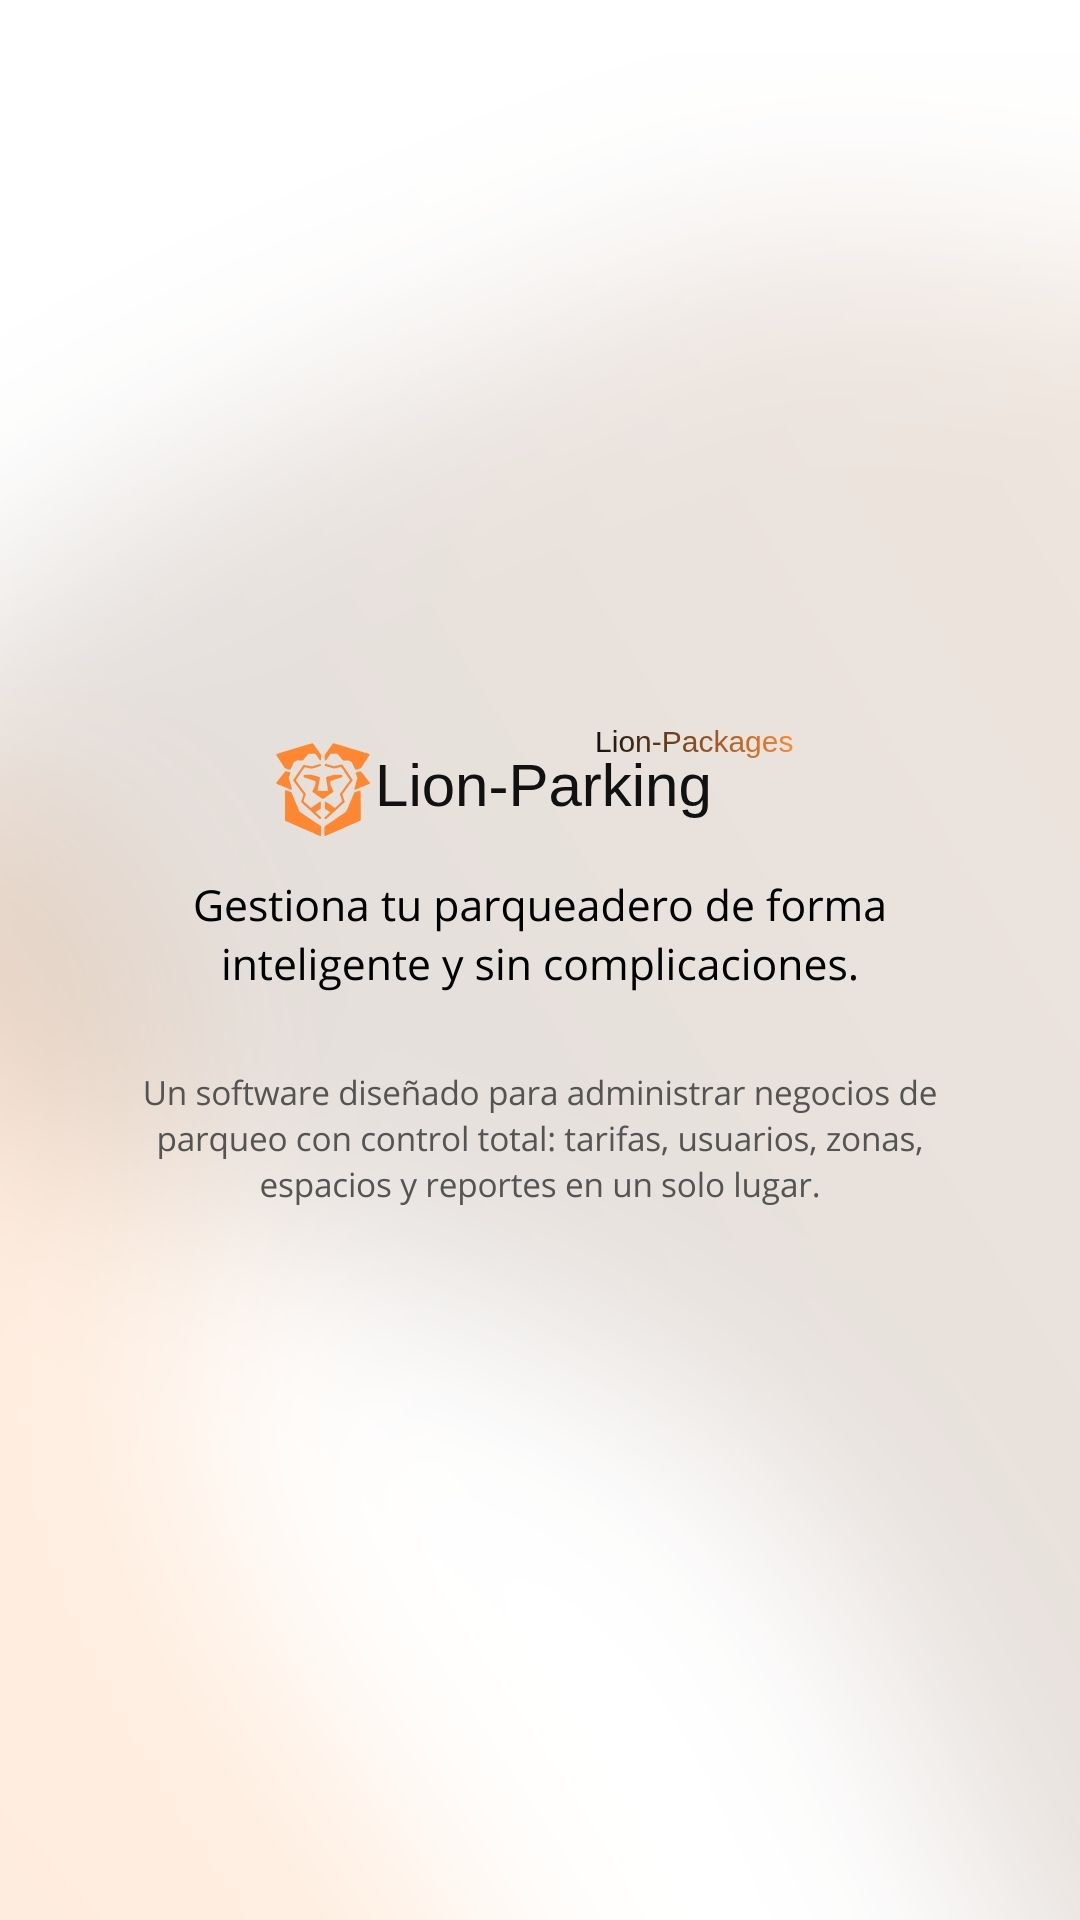 Lion-Packages
Lion-Parking
Gestiona tu parqueadero de forma
inteligente y sin complicaciones.
Un software diseñado para administrar negocios de
parqueo con control total: tarifas, usuarios, zonas,
espacios y reportes en un solo lugar.